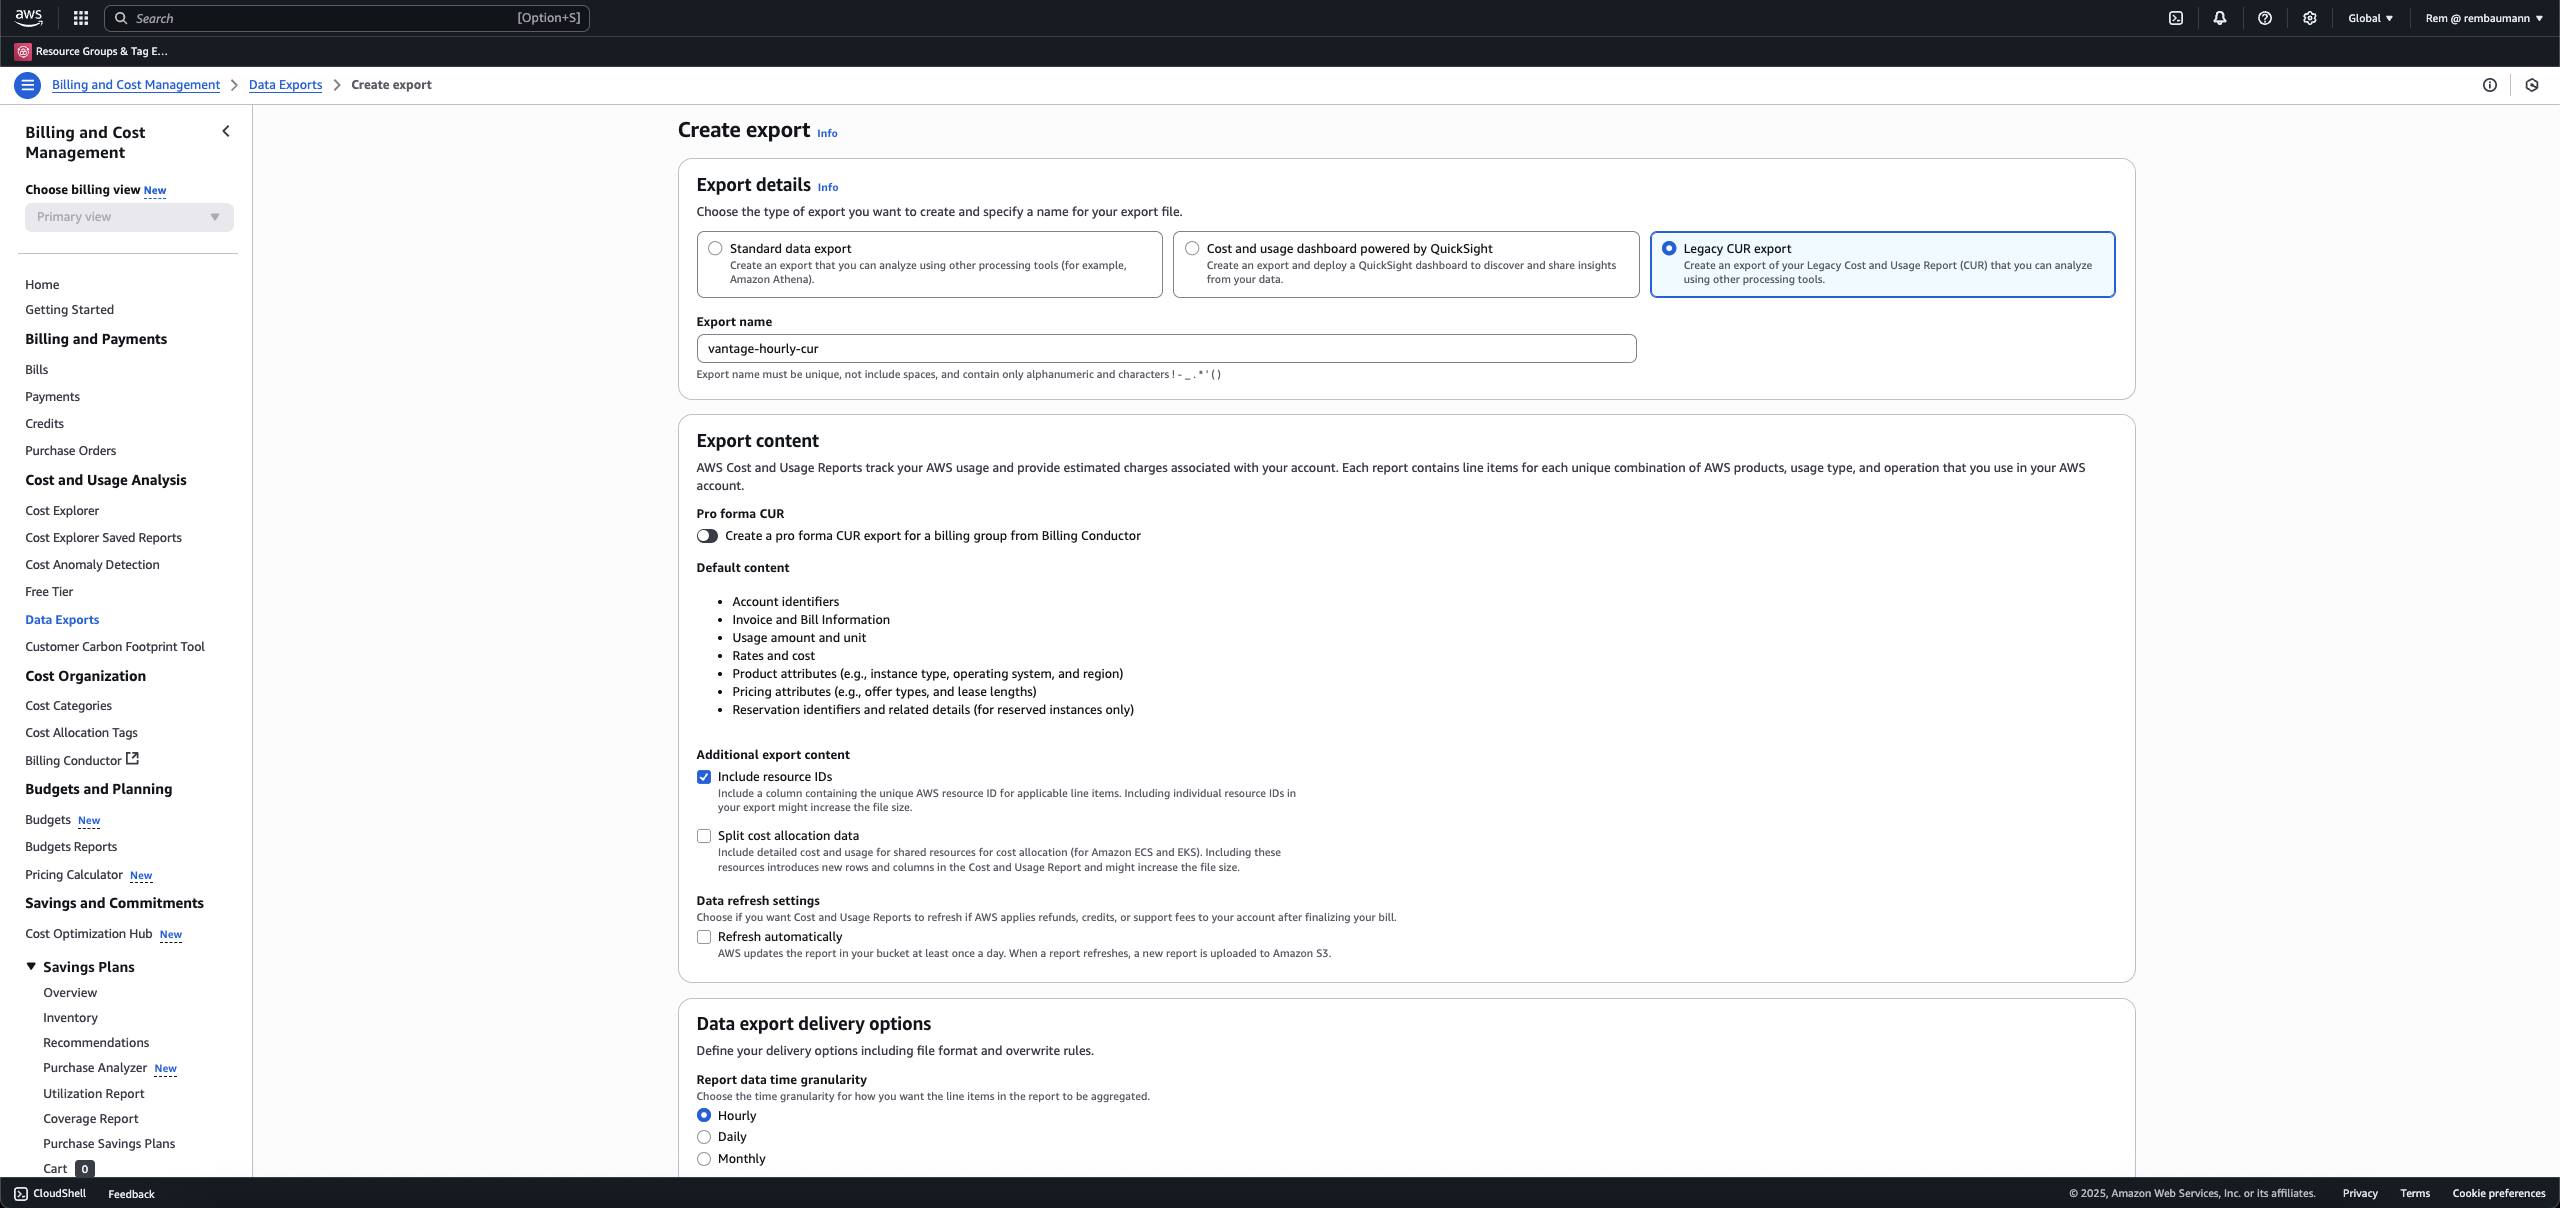 aws
Search
[Option+S]
Global
Rem @ rembaumann
Resource Groups & Tag E...
Billing and Cost Management
Data Exports
Create export
Billing and Cost
Management
Choose billing view New
Primary view
Home
Getting Started
Billing and Payments
Bills
Payments
Credits
Purchase Orders
Cost and Usage Analysis
Cost Explorer
Cost Explorer Saved Reports
Cost Anomaly Detection
Free Tier
Data Exports
Customer Carbon Footprint Tool
Cost Organization
Cost Categories
Cost Allocation Tags
Billing Conductor
Budgets and Planning
Budgets New
Budgets Reports
Pricing Calculator New
Savings and Commitments
Cost Optimization Hub New
Savings Plans
Overview
Inventory
Recommendations
Purchase Analyzer New
Utilization Report
Coverage Report
Purchase Savings Plans
Cart 0
Create export Info
Export details Info
Choose the type of export you want to create and specify a name for your export file.
Standard data export
Create an export that you can analyze using other processing tools (for example,
Amazon Athena).
Cost and usage dashboard powered by QuickSight
Create an export and deploy a QuickSight dashboard to discover and share insights
from your data.
Legacy CUR export
Create an export of your Legacy Cost and Usage Report (CUR) that you can analyze
using other processing tools.
Export name
vantage-hourly-cur
Export name must be unique, not include spaces, and contain only alphanumeric and characters ! - _ . * ' ( )
Export content
AWS Cost and Usage Reports track your AWS usage and provide estimated charges associated with your account. Each report contains line items for each unique combination of AWS products, usage type, and operation that you use in your AWS
account.
Pro forma CUR
Create a pro forma CUR export for a billing group from Billing Conductor
Default content
• Account identifiers
• Invoice and Bill Information
• Usage amount and unit
• Rates and cost
• Product attributes (e.g., instance type, operating system, and region)
• Pricing attributes (e.g., offer types, and lease lengths)
• Reservation identifiers and related details (for reserved instances only)
Additional export content
Include resource IDs
Include a column containing the unique AWS resource ID for applicable line items. Including individual resource IDs in
your export might increase the file size.
Split cost allocation data
Include detailed cost and usage for shared resources for cost allocation (for Amazon ECS and EKS). Including these
resources introduces new rows and columns in the Cost and Usage Report and might increase the file size.
Data refresh settings
Choose if you want Cost and Usage Reports to refresh if AWS applies refunds, credits, or support fees to your account after finalizing your bill.
Refresh automatically
AWS updates the report in your bucket at least once a day. When a report refreshes, a new report is uploaded to Amazon S3.
Data export delivery options
Define your delivery options including file format and overwrite rules.
Report data time granularity
Choose the time granularity for how you want the line items in the report to be aggregated.
Hourly
Daily
Monthly
CloudShell
Feedback
© 2025, Amazon Web Services, Inc. or its affiliates.
Privacy
Terms
Cookie preferences